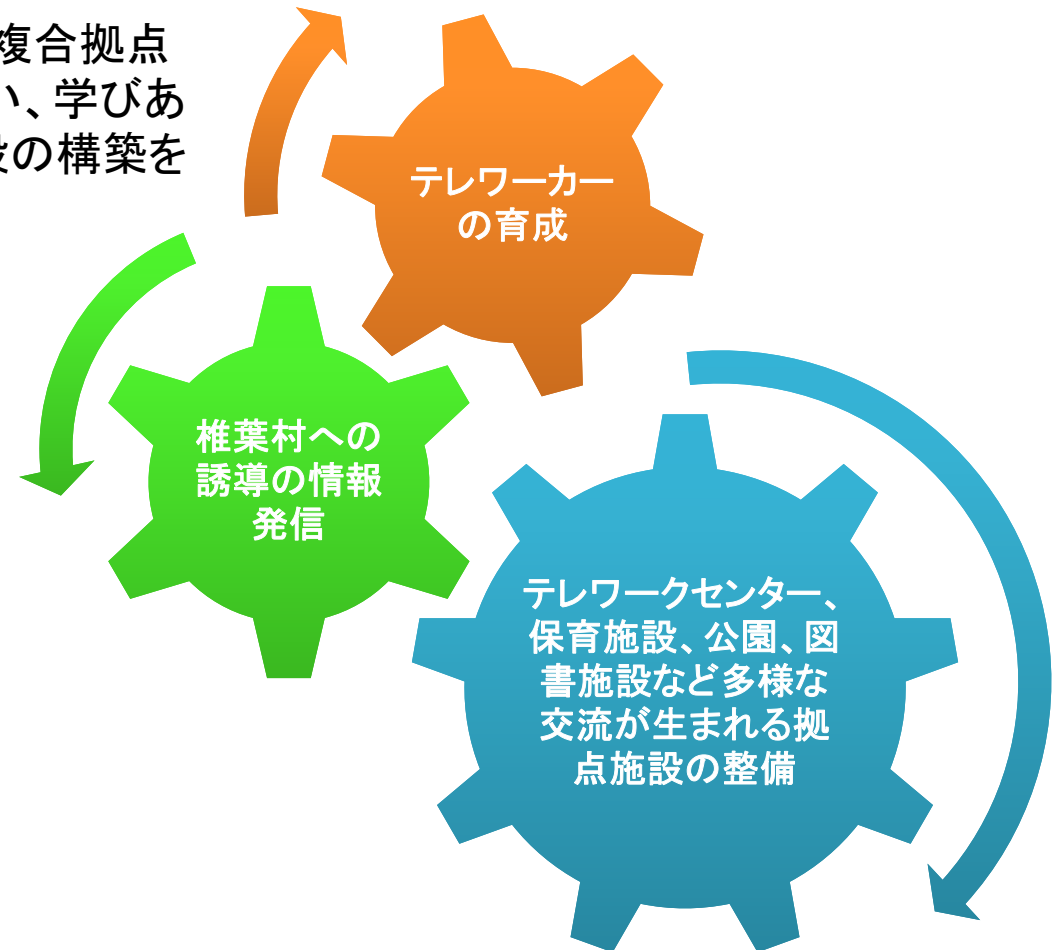 複合拠点
い、学びあ
設の構築を
テレワーカー
の育成
椎葉村への
誘導の情報
発信
テレワークセンター、
保育施設、公園、図
書施設など多様な
交流が生まれる拠
点施設の整備